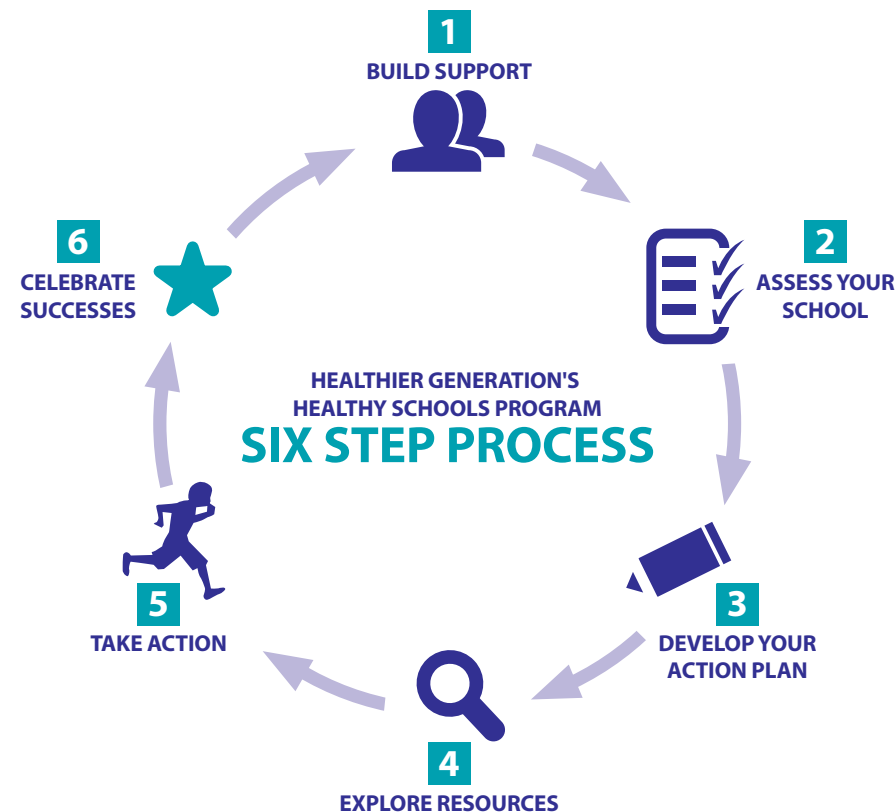 1
BUILD SUPPORT
2
ASSESS YOUR
SCHOOL
3
DEVELOP YOUR
ACTION PLAN
4
EXPLORE RESOURCES
5
TAKE ACTION
6
CELEBRATE
SUCCESSES
HEALTHIER GENERATION'S
HEALTHY SCHOOLS PROGRAM
SIX STEP PROCESS